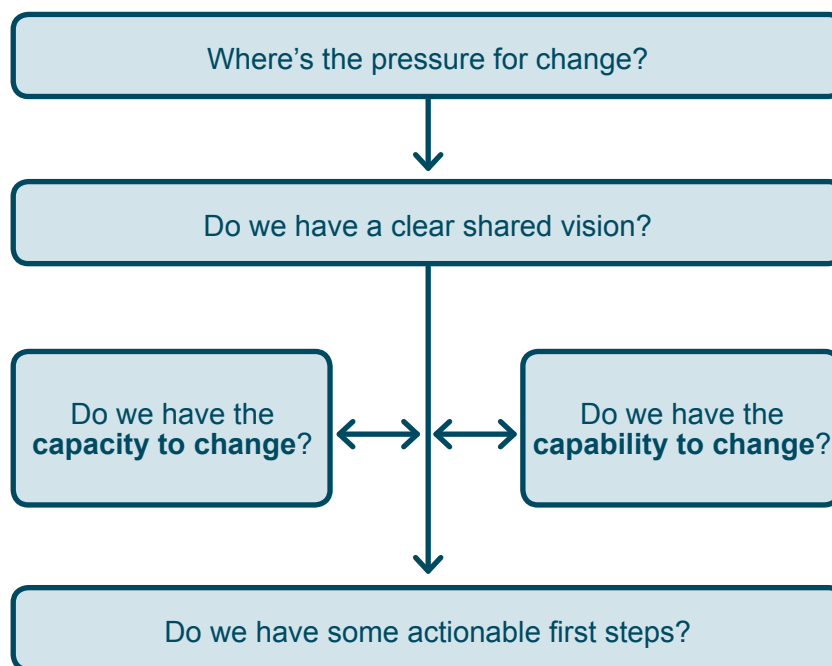 Where’s the pressure for change?
Do we have a clear shared vision?
Do we have the
capacity to change?
Do we have the
capability to change?
Do we have some actionable first steps?